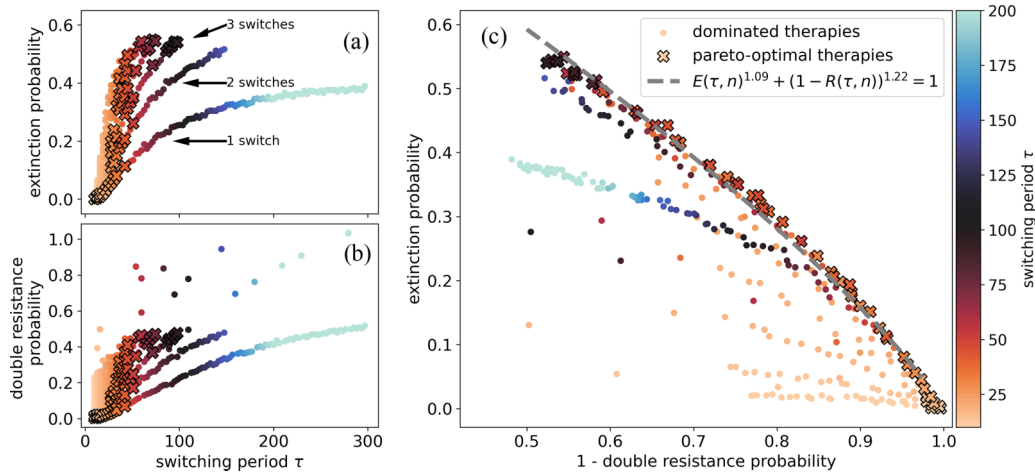 (a)
3 switches
2 switches
1 switch
extinction probability
0.6
0.4
0.2
0.0
(b)
double resistance
probability
1.0
0.8
0.6
0.4
0.2
0.0
0
100
200
300
switching period τ
(c)
dominated therapies
pareto-optimal therapies
E(τ, n)^1.09 + (1 − R(τ, n))^1.22 = 1
extinction probability
0.6
0.5
0.4
0.3
0.2
0.1
0.0
0.5
0.6
0.7
0.8
0.9
1.0
1 - double resistance probability
200
175
150
125
100
75
50
25
switching period τ